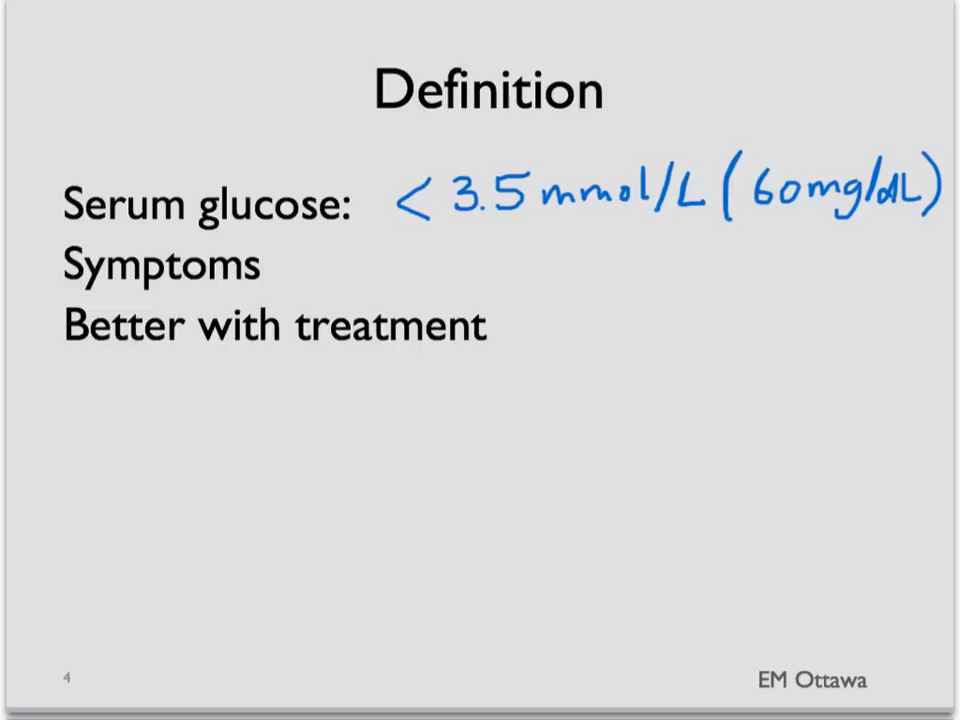 Definition
Serum glucose: < 3.5 mmol/L (60mg/dL)
Symptoms
Better with treatment
4
EM Ottawa